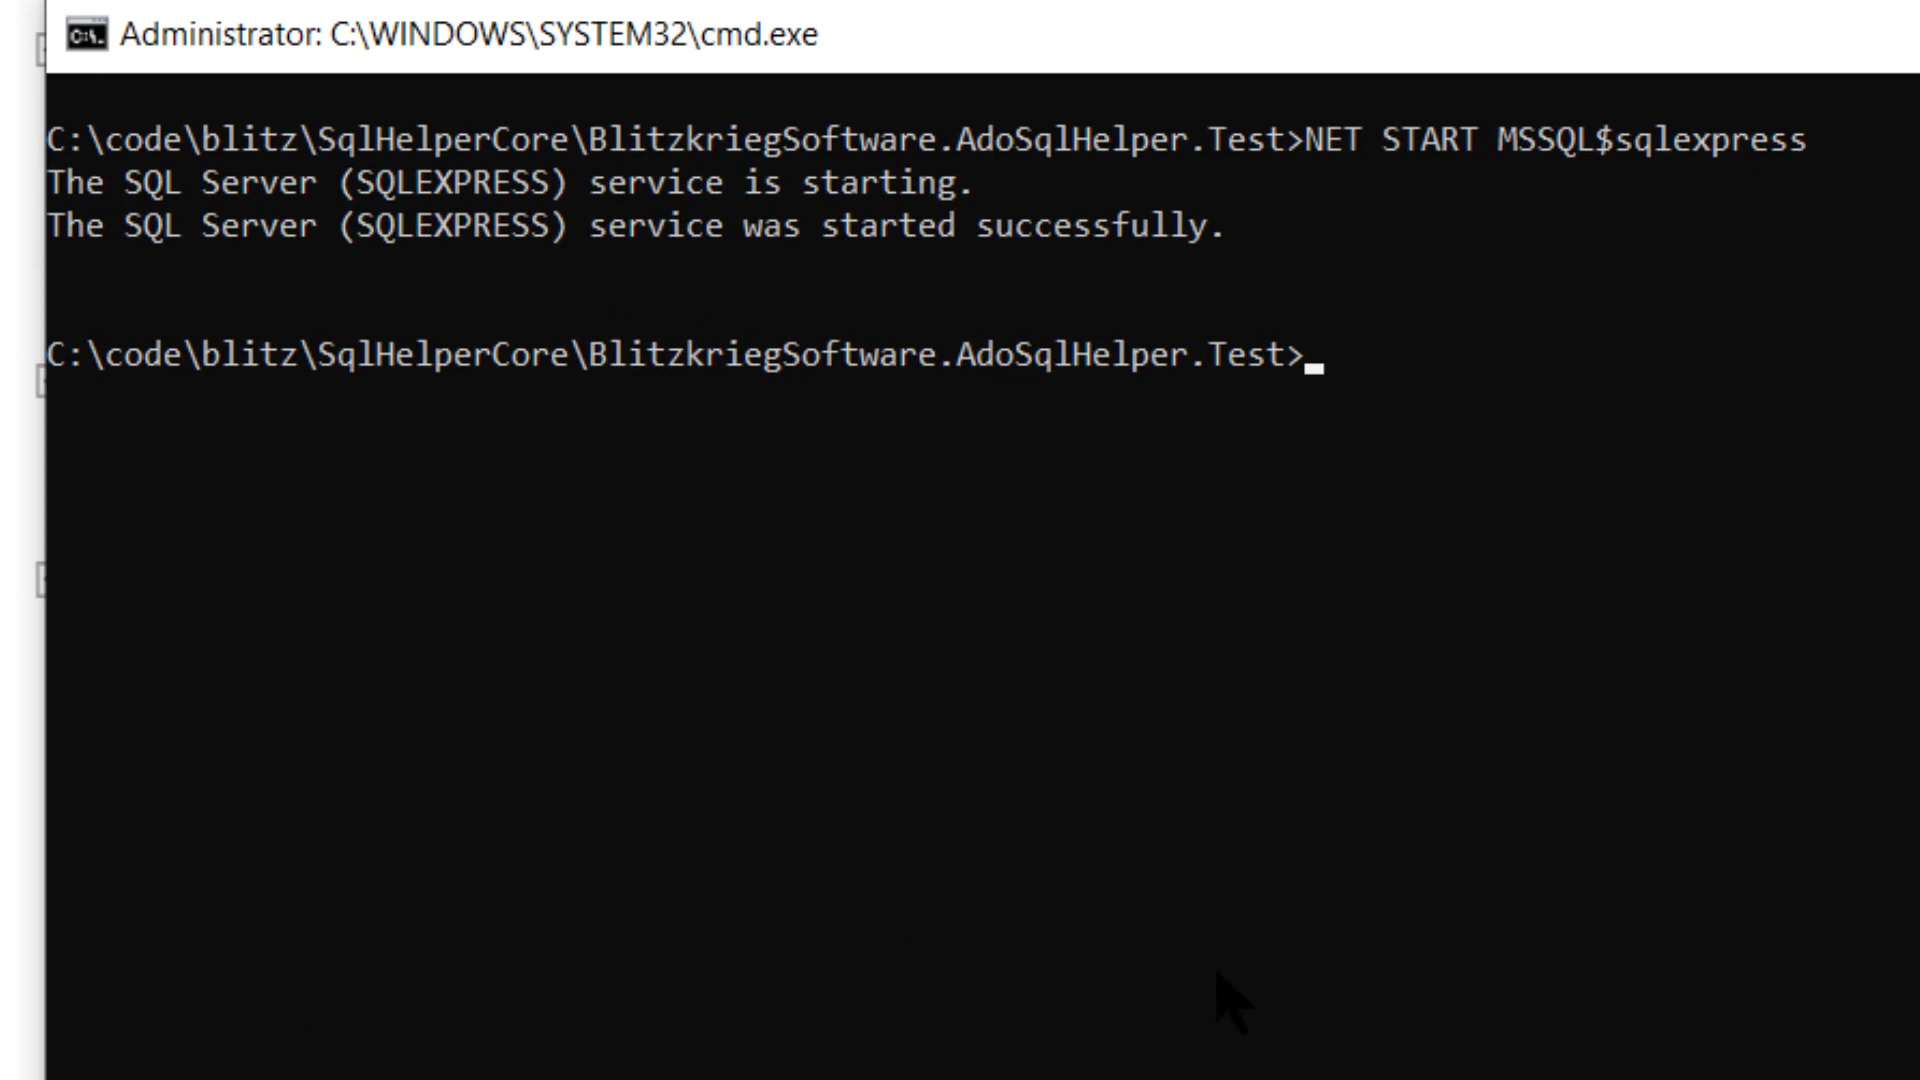 Administrator: C:\WINDOWS\SYSTEM32\cmd.exe
C:\code\blitz\SqlHelperCore\BlitzkriegSoftware.AdoSqlHelper.Test>NET START MSSQL$sqlexpress
The SQL Server (SQLEXPRESS) service is starting.
The SQL Server (SQLEXPRESS) service was started successfully.
C:\code\blitz\SqlHelperCore\BlitzkriegSoftware.AdoSqlHelper.Test>